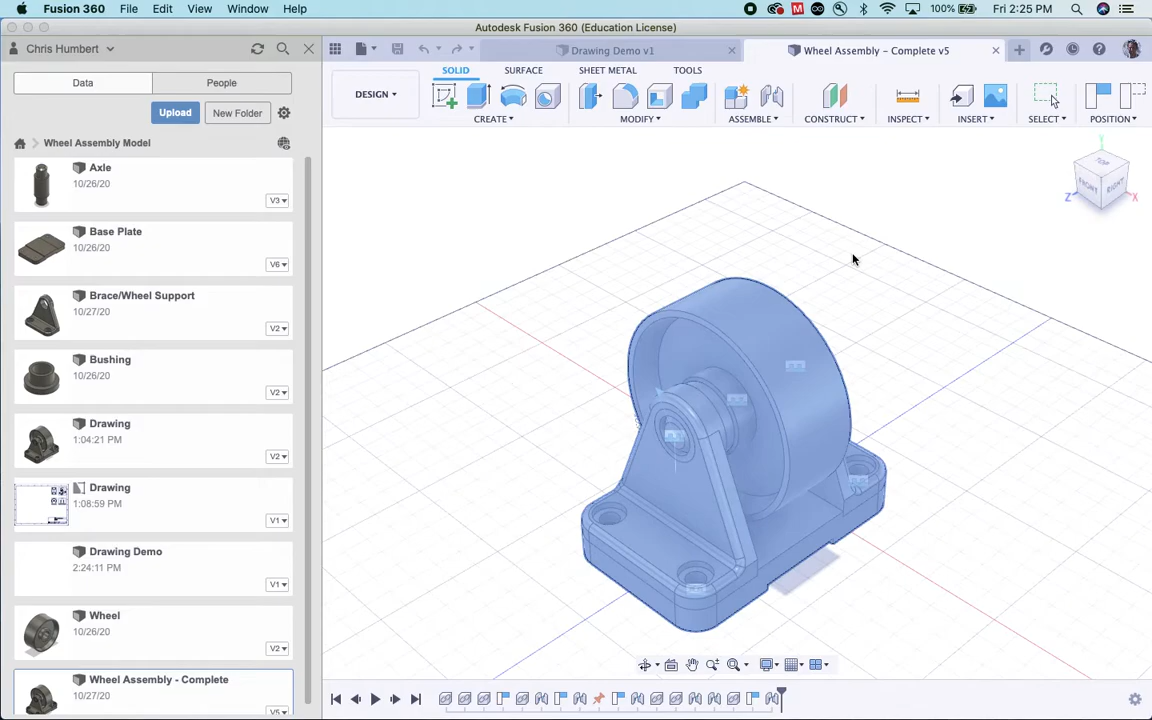 Fusion 360 File Edit View Window Help 100% Fri 2:25 PM
Autodesk Fusion 360 (Education License)
Chris Humbert
Drawing Demo v1
Wheel Assembly – Complete v5
Data People
Upload New Folder
Wheel Assembly Model
Axle
10/26/20
V3
Base Plate
10/26/20
V6
Brace/Wheel Support
10/27/20
V2
Bushing
10/26/20
V2
Drawing
1:04:21 PM
V2
Drawing
1:08:59 PM
V1
Drawing Demo
2:24:11 PM
V1
Wheel
10/26/20
V2
Wheel Assembly - Complete
10/27/20
V5
DESIGN
SOLID SURFACE SHEET METAL TOOLS
CREATE MODIFY ASSEMBLE CONSTRUCT INSPECT INSERT SELECT POSITION
Y
TOP
FRONT RIGHT
Z X